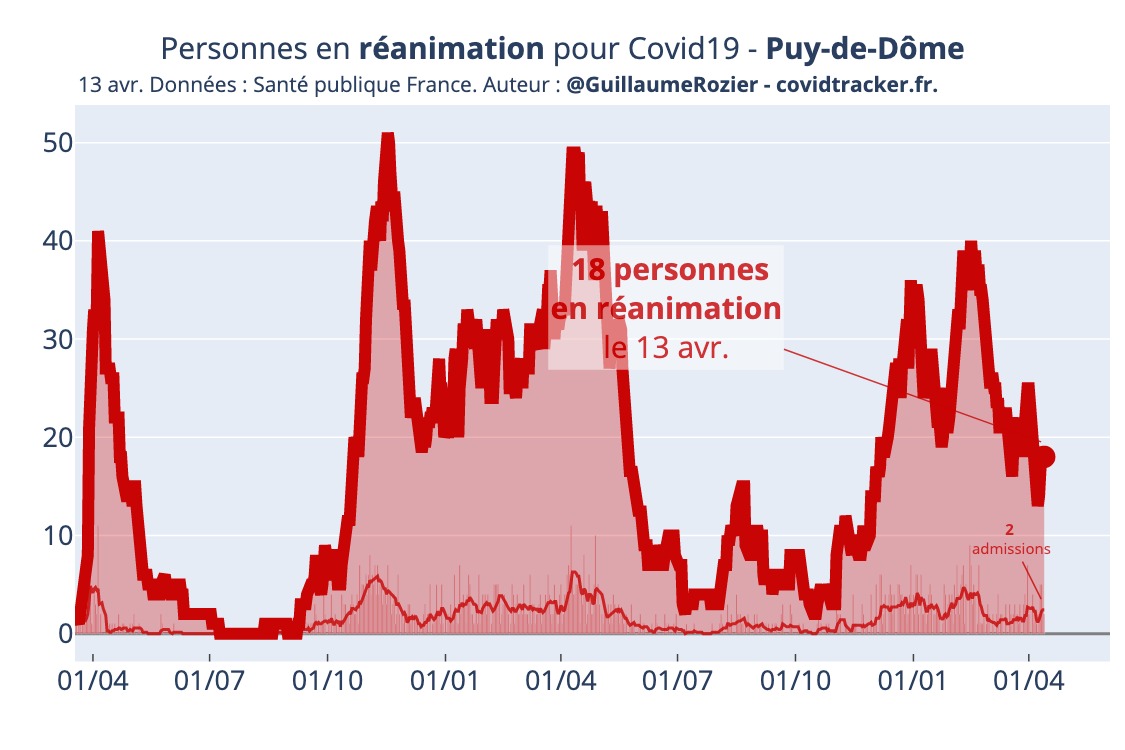 Personnes en réanimation pour Covid19 - Puy-de-Dôme
13 avr. Données : Santé publique France. Auteur : @GuillaumeRozier - covidtracker.fr.
50
40
30
20
10
0
18 personnes
en réanimation
le 13 avr.
2
admissions
01/04 01/07 01/10 01/01 01/04 01/07 01/10 01/01 01/04